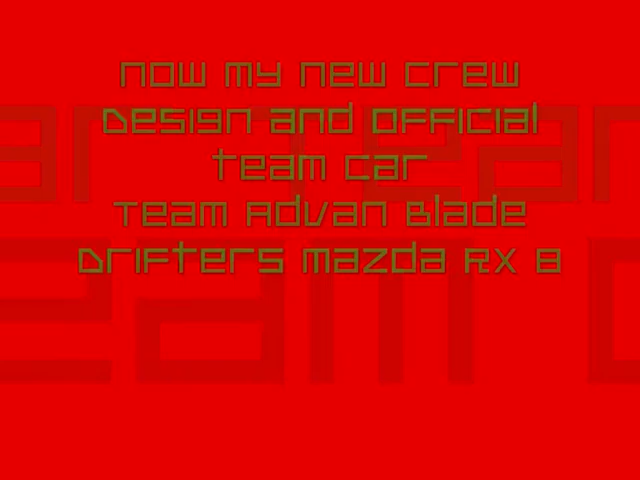 now my new crew
Design and official
team car
Team Advan Blade
Drifters mazda RX 8